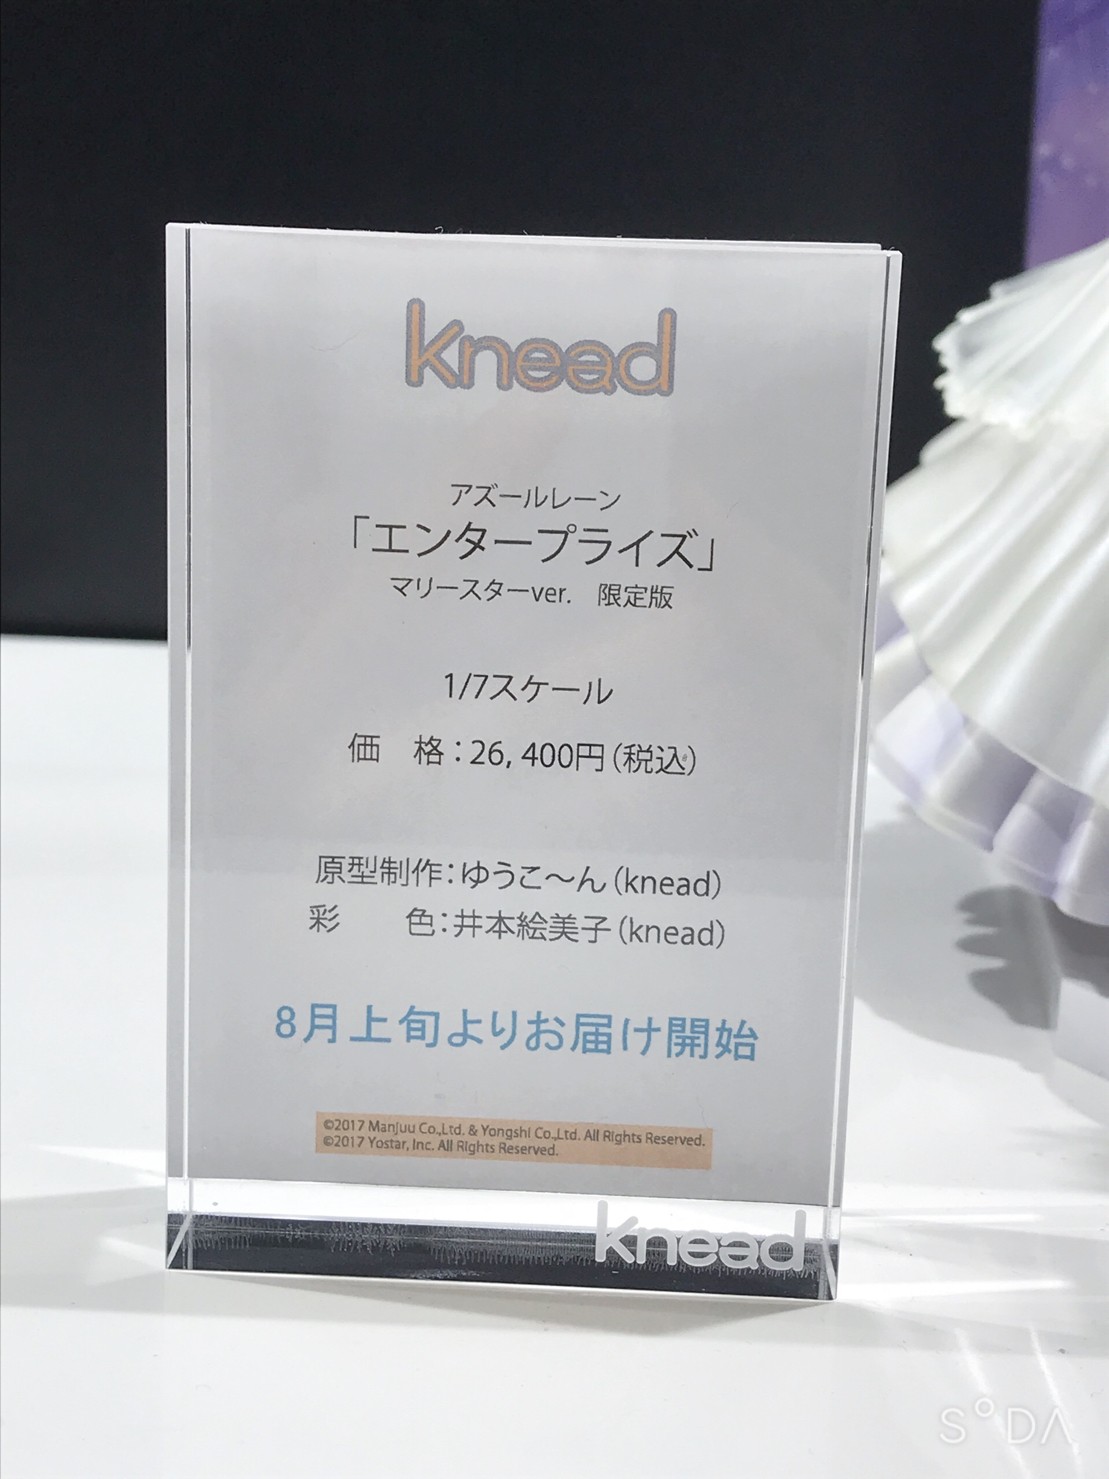 knead
アズールレーン
「エンタープライズ」
マリースターver.　限定版
1/7スケール
価　格：26,400円（税込）
原型制作：ゆうこ～ん（knead）
彩　　色：井本絵美子（knead）
8月上旬よりお届け開始
©2017 Manjuu Co.,Ltd. & Yongshi Co.,Ltd. All Rights Reserved.
©2017 Yostar, Inc. All Rights Reserved.
knead
SODA